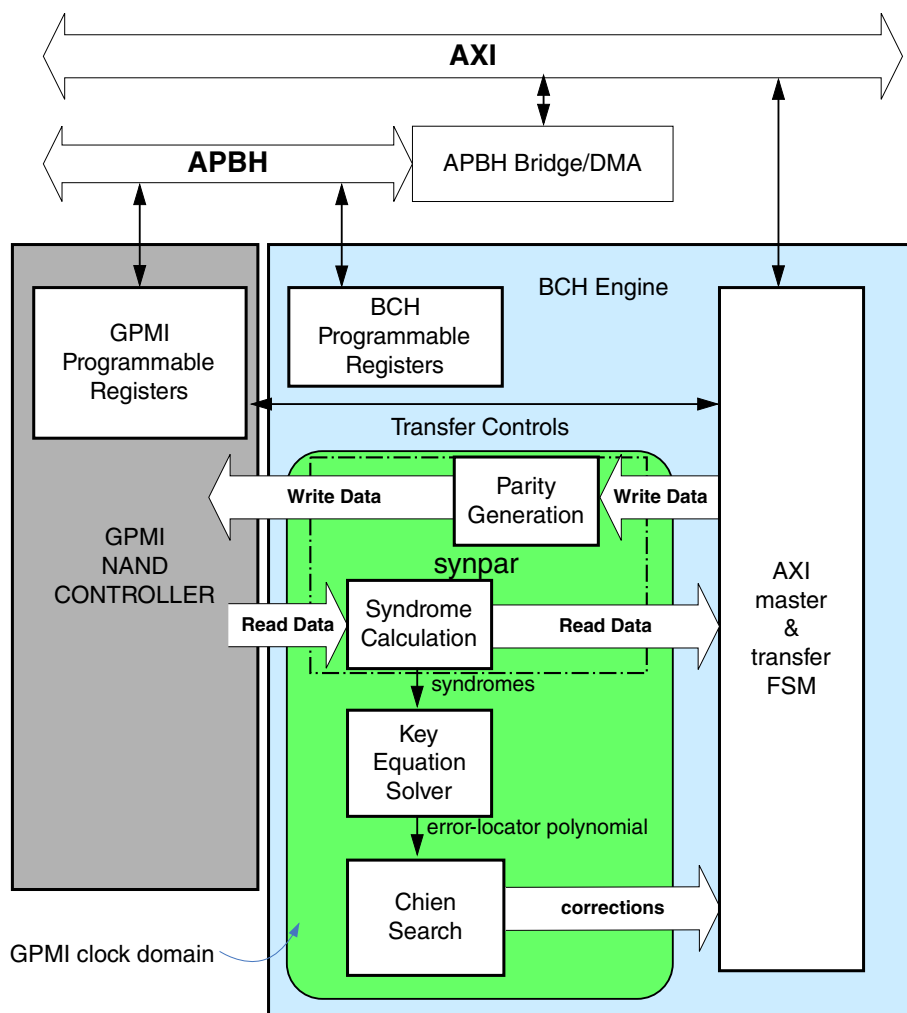 AXI
APBH
APBH Bridge/DMA
BCH Engine
GPMI
Programmable
Registers
BCH
Programmable
Registers
Transfer Controls
Write Data
Parity
Generation
Write Data
GPMI
NAND
CONTROLLER
synpar
Read Data
Syndrome
Calculation
Read Data
AXI
master
&
transfer
FSM
syndromes
Key
Equation
Solver
error-locator polynomial
Chien
Search
corrections
GPMI clock domain